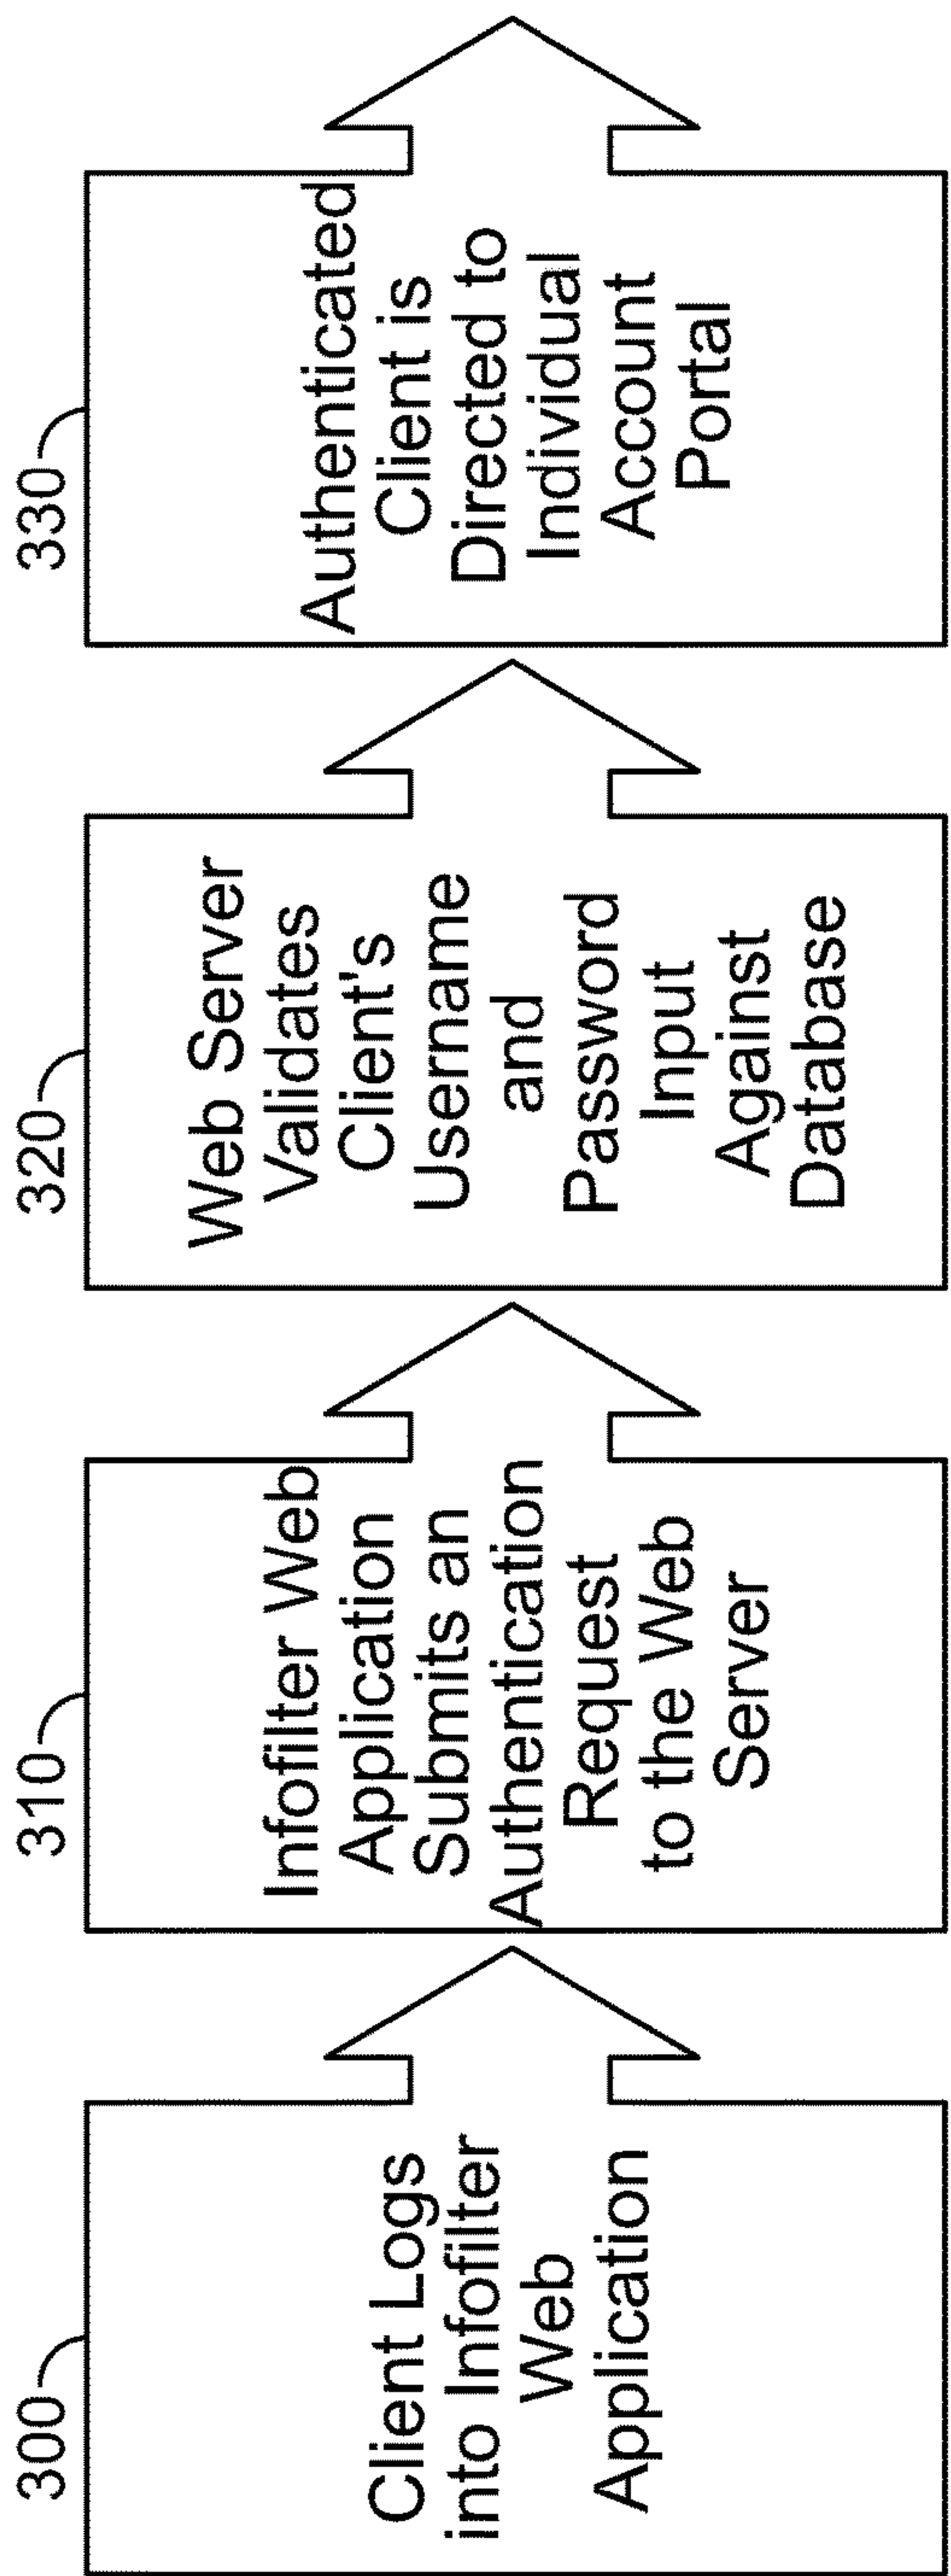 300
Client Logs
into Infofilter
Web
Application
310
Infofilter Web
Application
Submits an
Authentication
Request
to the Web
Server
320
Web Server
Validates
Client's
Username
and
Password
Input
Against
Database
330
Authenticated
Client is
Directed to
Individual
Account
Portal